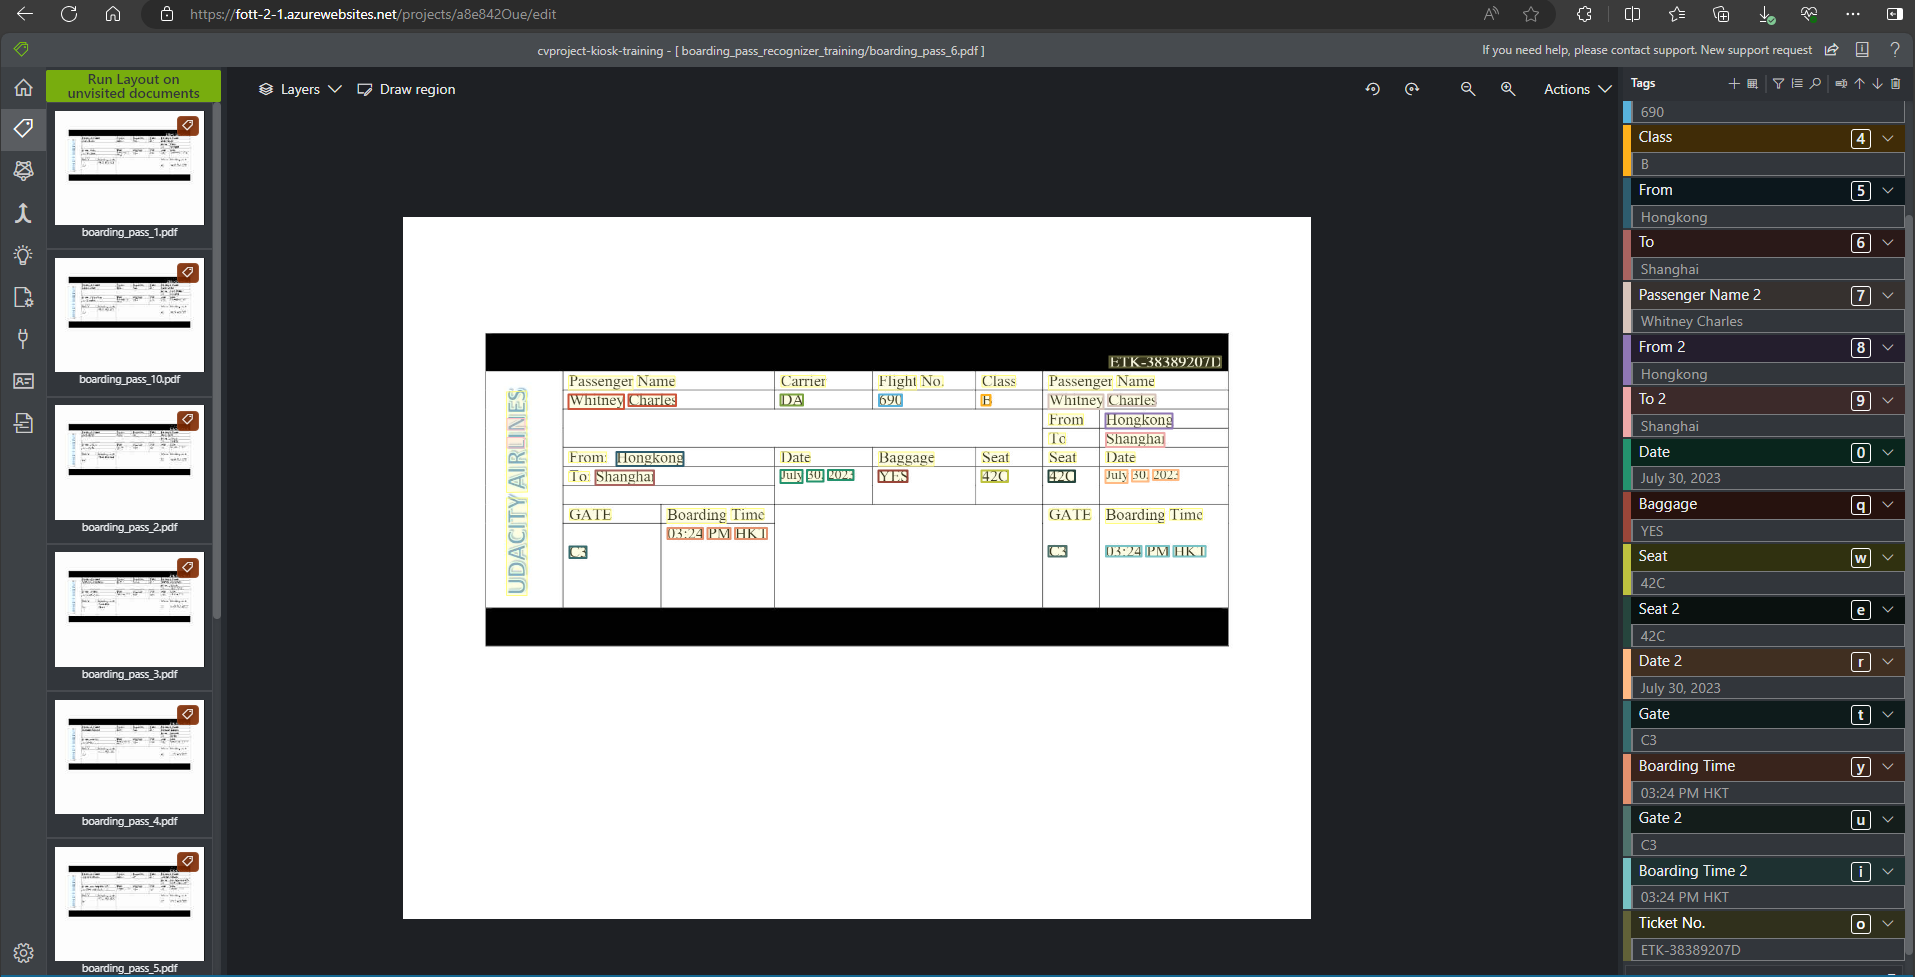 https://fott-2-1.azurewebsites.net/projects/a8e842Oue/edit
cvproject-kiosk-training - [ boarding_pass_recognizer_training/boarding_pass_6.pdf ]
If you need help, please contact support. New support request
Run Layout on
unvisited documents
boarding_pass_1.pdf
boarding_pass_10.pdf
boarding_pass_2.pdf
boarding_pass_3.pdf
boarding_pass_4.pdf
boarding_pass_5.pdf
Layers
Draw region
Actions
ETK-38389207D
UDACITY AIRLINES
Passenger Name Carrier Flight No. Class Passenger Name
Whitney Charles DA 690 B Whitney Charles
From Hongkong
To Shanghai
From: Hongkong Date Baggage Seat Seat Date
To: Shanghai July 30, 2023 YES 42C 42C July 30, 2023
GATE Boarding Time GATE Boarding Time
03:24 PM HKT
C3 C3 03:24 PM HKT
Tags
690
Class 4
B
From 5
Hongkong
To 6
Shanghai
Passenger Name 2 7
Whitney Charles
From 2 8
Hongkong
To 2 9
Shanghai
Date 0
July 30, 2023
Baggage q
YES
Seat w
42C
Seat 2 e
42C
Date 2 r
July 30, 2023
Gate t
C3
Boarding Time y
03:24 PM HKT
Gate 2 u
C3
Boarding Time 2 i
03:24 PM HKT
Ticket No. o
ETK-38389207D